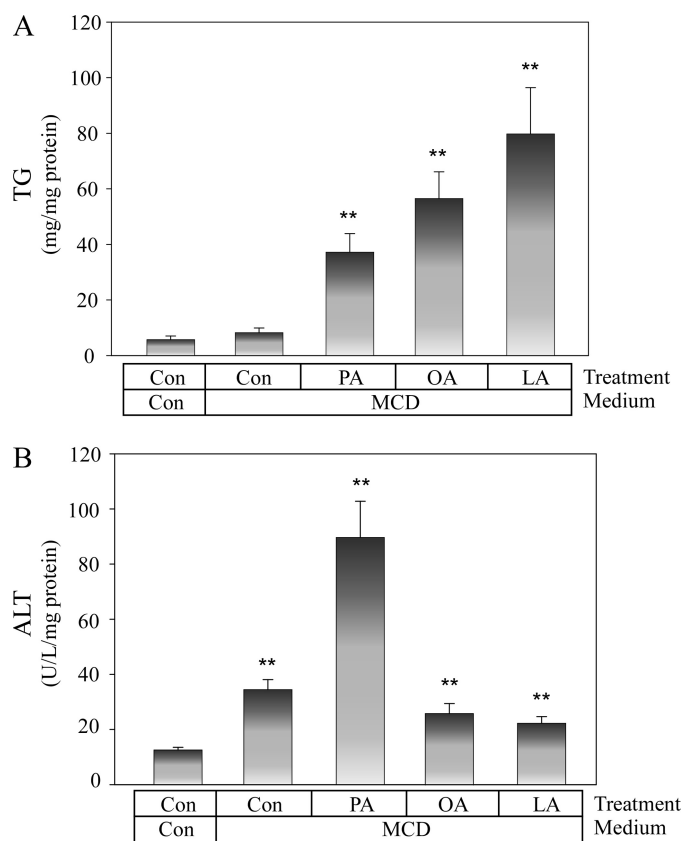 A
120
100
80
60
40
20
0
TG
(mg/mg protein)
**
**
**
Con Con PA OA LA Treatment
Con MCD Medium
B
120
100
80
60
40
20
0
ALT
(U/L/mg protein)
**
**
**
**
Con Con PA OA LA Treatment
Con MCD Medium